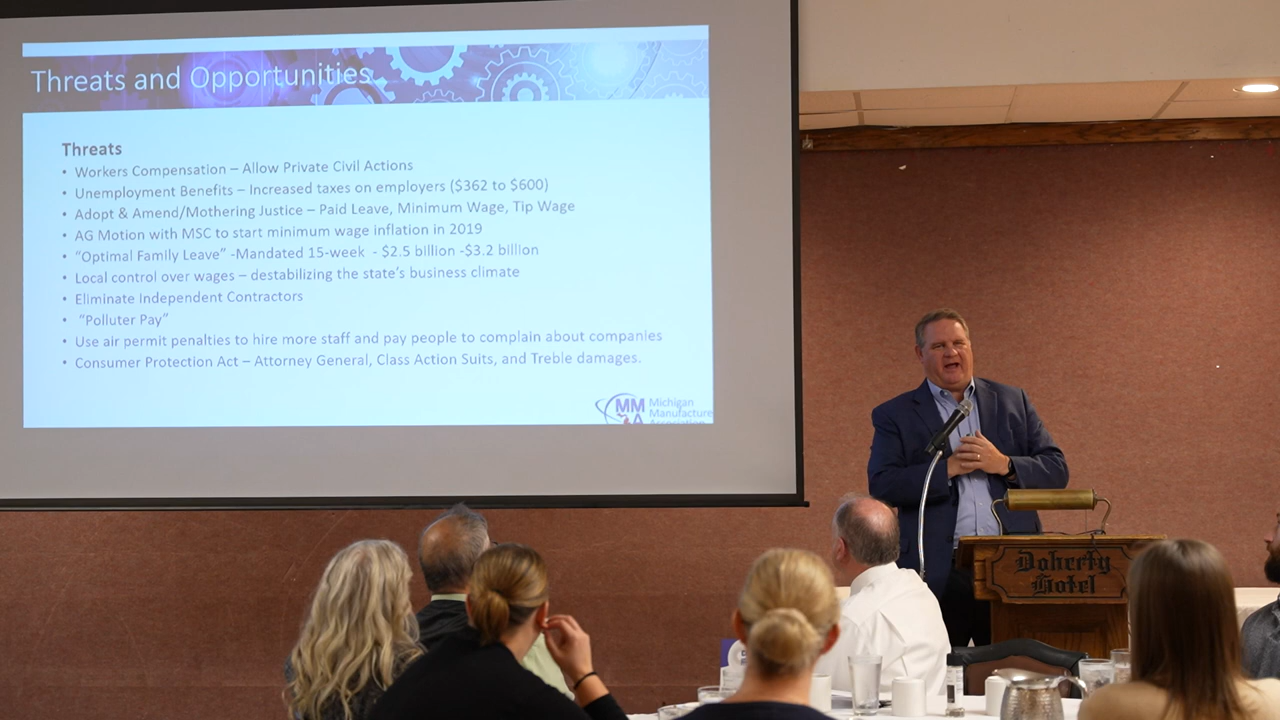 Threats and Opportunities
Threats
• Workers Compensation – Allow Private Civil Actions
• Unemployment Benefits – Increased taxes on employers ($362 to $600)
• Adopt & Amend/Mothering Justice – Paid Leave, Minimum Wage, Tip Wage
• AG Motion with MSC to start minimum wage inflation in 2019
• “Optimal Family Leave” -Mandated 15-week - $2.5 billion -$3.2 billion
• Local control over wages – destabilizing the state’s business climate
• Eliminate Independent Contractors
• “Polluter Pay”
• Use air permit penalties to hire more staff and pay people to complain about companies
• Consumer Protection Act – Attorney General, Class Action Suits, and Treble damages.
MM
A
Michigan
Manufacture
Association
Doherty
Hotel